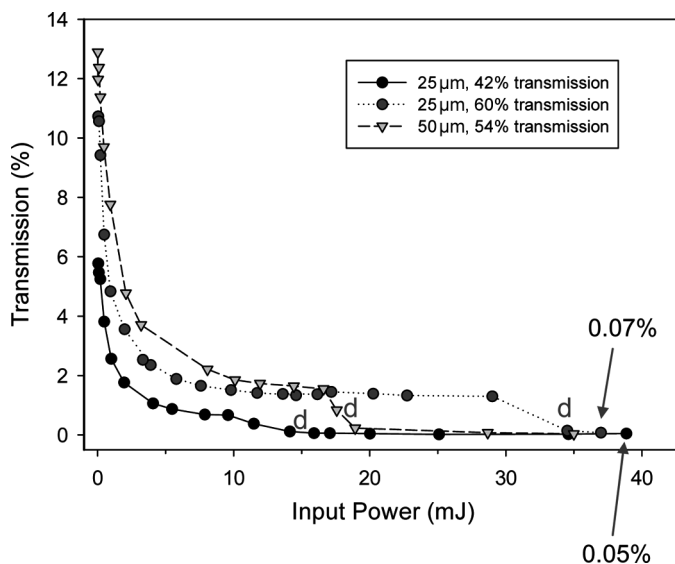 14
12
10
8
6
4
2
0
Transmission (%)
25 µm, 42% transmission
25 µm, 60% transmission
50 µm, 54% transmission
0.07%
d
d
d
0
10
20
30
40
Input Power (mJ)
0.05%